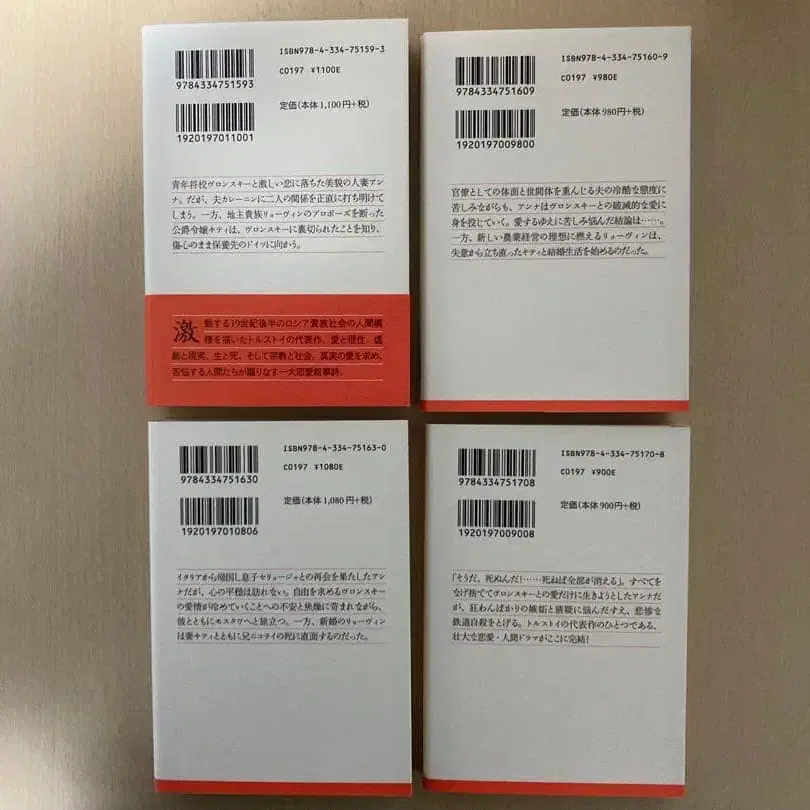 ISBN978-4-334-75159-3
C0197 ¥1100E
9784334751593
定価(本体1,100円+税)
1920197011001
青年将校ヴロンスキーと激しい恋に落ちた美貌の人妻アン
ナ。だが、夫カレーニンに二人の関係を正直に打ち明けて
しまう。一方、地主貴族リョーヴィンのプロポーズを断った
公爵令嬢キティは、ヴロンスキーに裏切られたことを知り、
傷心のまま保養先のドイツに向かう。
激動する19世紀後半のロシア貴族社会の人間模
様を描いたトルストイの代表作。愛と理性、虚
飾と現実、生と死、そして宗教と社会。真実の愛を求め、
苦悩する人間たちが織りなす一大恋愛叙事詩。
ISBN978-4-334-75160-9
C0197 ¥980E
9784334751609
定価(本体980円+税)
1920197009800
官僚としての体面と世間体を重んじる夫の冷酷な態度に
苦しみながらも、アンナはヴロンスキーとの破滅的な愛に
身を投じていく。愛するゆえに苦しみ悩んだ結論は……。
一方、新しい農業経営の理想に燃えるリョーヴィンは、
失意から立ち直ったキティと結婚生活を始めるのだった。
ISBN978-4-334-75163-0
C0197 ¥1080E
9784334751630
定価(本体1,080円+税)
1920197010806
イタリアから帰国し息子セリョージャとの再会を果たしたアン
ナだが、心の平穏は訪れない。自由を求めるヴロンスキー
の愛情が冷めていくことへの不安と焦燥に苛まれながら、
彼とともにモスクワへと旅立つ。一方、新婚のリョーヴィン
は妻キティとともに兄ニコライの死に直面するのだった。
ISBN978-4-334-75170-8
C0197 ¥900E
9784334751708
定価(本体900円+税)
1920197009008
「そうだ、死ぬんだ!……死ねば全部が消える」。すべてを
なげ捨ててヴロンスキーとの愛だけに生きようとしたアンナだ
が、狂わんばかりの嫉妬と猜疑に悩んだすえ、悲惨な
鉄道自殺をとげる。トルストイの代表作のひとつである、
壮大な恋愛・人間ドラマがここに完結!